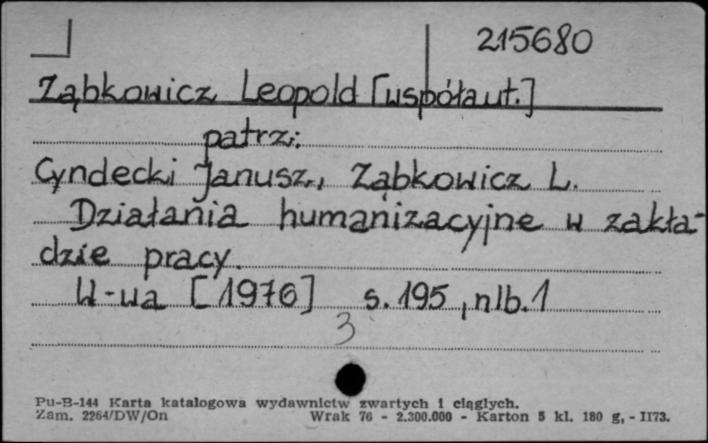 215680
Ząbkowicz Leopold [współaut.]
patrz:
Cyndecki Janusz, Ząbkowicz L.
Działania humanizacyjne w zakła-
dzie pracy.
W-wa [1976] s. 195, nlb. 1
3
Pu-B-144 Karta katalogowa wydawnictw zwartych i ciągłych.
Zam. 2264/DW/On Wrak 76 - 2.300.000 - Karton 5 kl. 180 g, - II73.